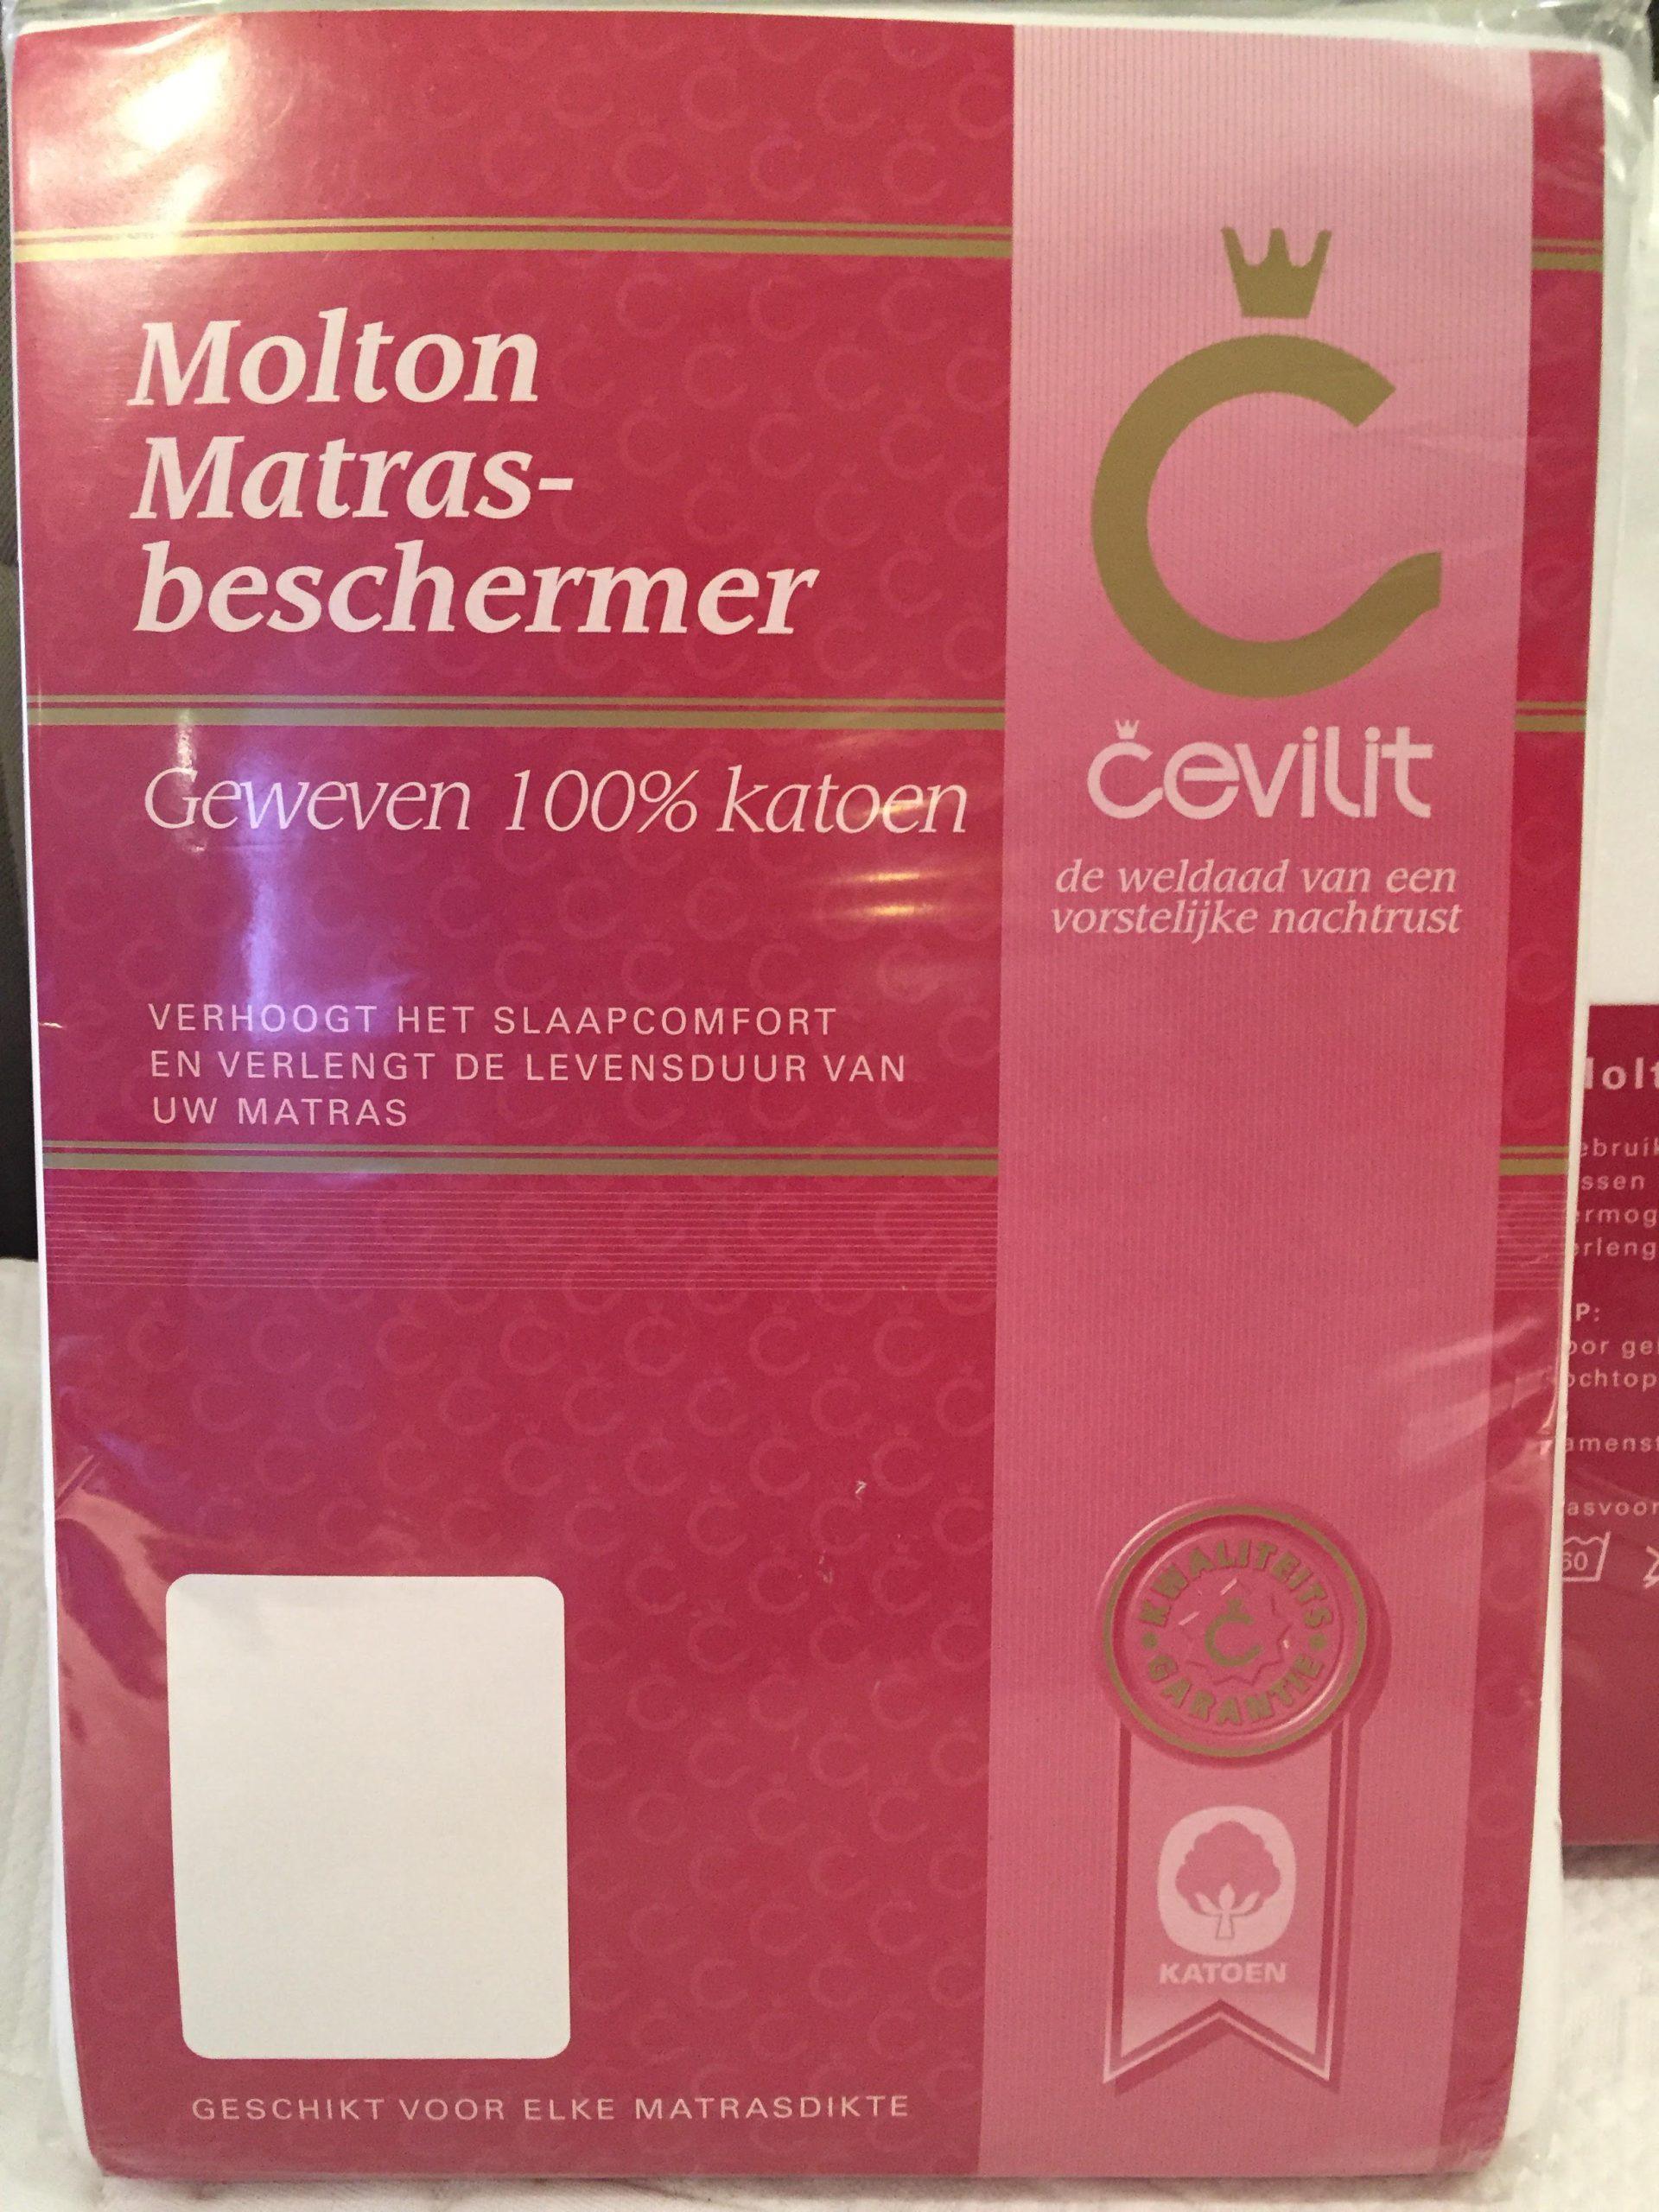 Molton
Matras-
beschermer
Geweven 100% katoen
VERHOOGT HET SLAAPCOMFORT
EN VERLENGT DE LEVENSDUUR VAN
UW MATRAS
GESCHIKT VOOR ELKE MATRASDIKTE
čevilit
de weldaad van een
vorstelijke nachtrust
KWALITEITS
GARANTIE
KATOEN
60